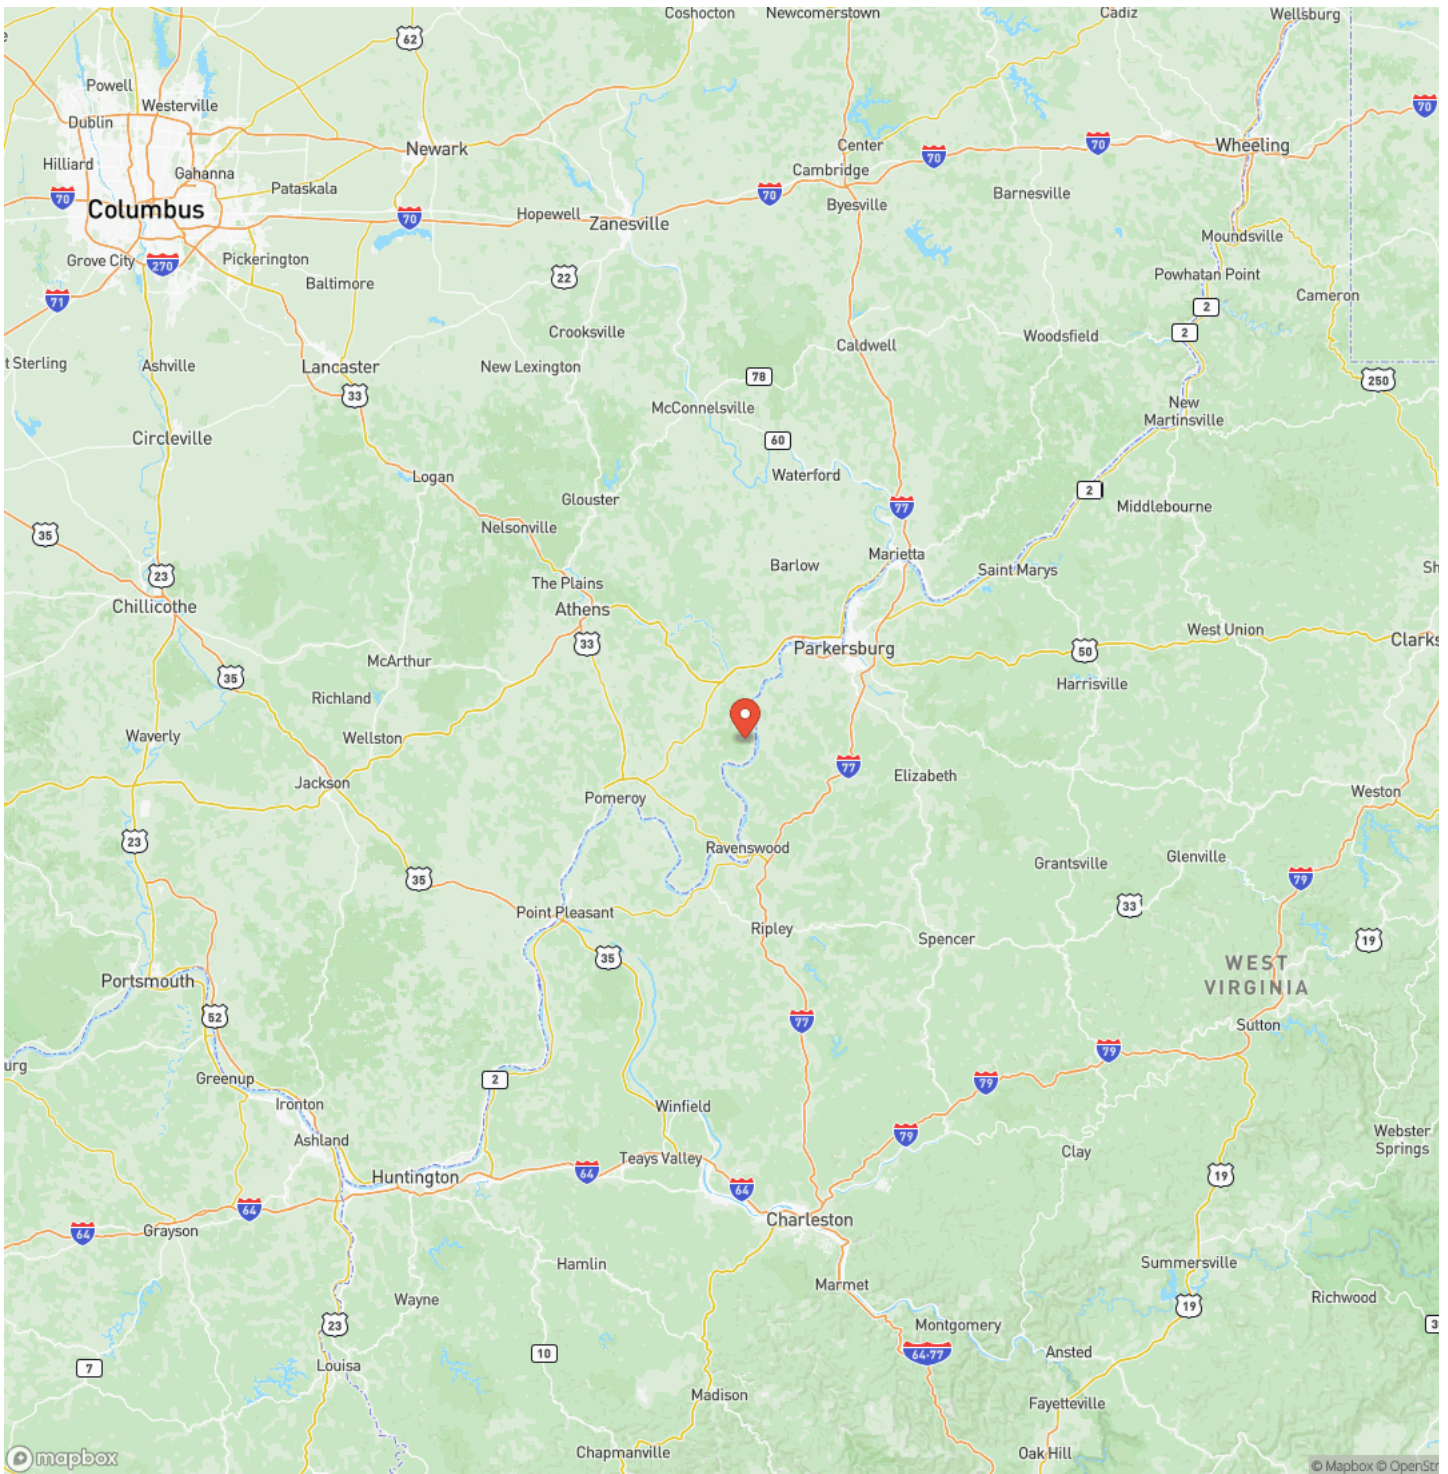 Coshocton
Newcomerstown
Cadiz
Wellsburg
62
Powell
Westerville
70
Dublin
Newark
Center
70
70
Wheeling
Hilliard
Gahanna
Cambridge
70
Pataskala
70
Barnesville
Columbus
70
Hopewell
Zanesville
Byesville
Moundsville
Grove City
270
Pickerington
22
Powhatan Point
71
Baltimore
Cameron
2
Crooksville
Woodsfield
2
t Sterling
Ashville
Lancaster
New Lexington
Caldwell
33
78
250
McConnelsville
New
Martinsville
Circleville
60
Logan
Waterford
2
Glouster
77
Middlebourne
35
Nelsonville
Marietta
Barlow
Saint Marys
Sh
23
The Plains
Chillicothe
Athens
33
Parkersburg
50
West Union
Clarks
McArthur
35
Richland
Harrisville
Waverly
Wellston
77
Elizabeth
Jackson
Pomeroy
Weston
23
Ravenswood
Grantsville
Glenville
35
79
33
Point Pleasant
Ripley
Spencer
19
35
WEST
VIRGINIA
Portsmouth
52
77
Sutton
79
urg
Greenup
2
79
Ironton
Winfield
79
Ashland
Webster
Springs
Huntington
64
Teays Valley
Clay
64
19
64
Charleston
64
Grayson
Hamlin
Summersville
Marmet
Wayne
Richwood
19
23
Montgomery
3
10
64-77
Ansted
7
Louisa
Madison
Fayetteville
Chapmanville
Oak Hill
mapbox
© Mapbox © OpenStr